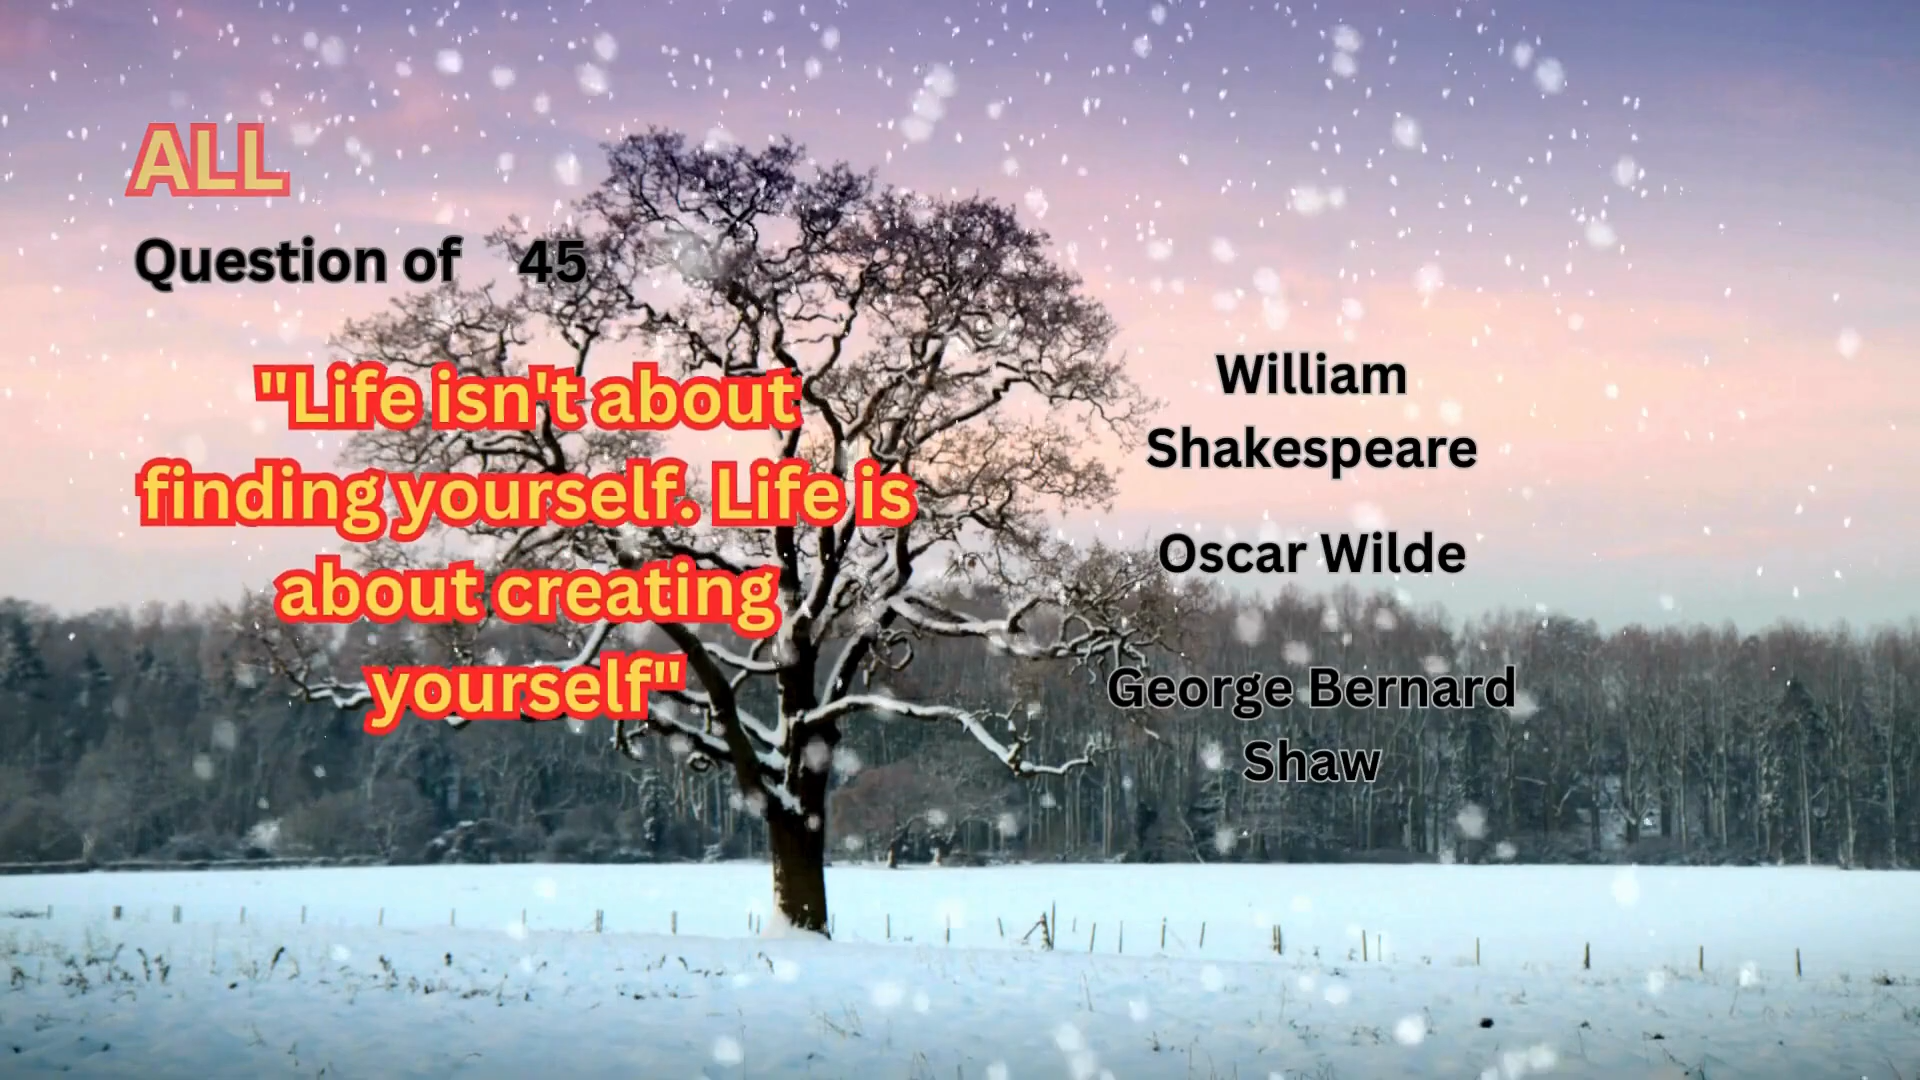 ALL
Question of 45
"Life isn't about
finding yourself. Life is
about creating
yourself"
William
Shakespeare
Oscar Wilde
George Bernard
Shaw